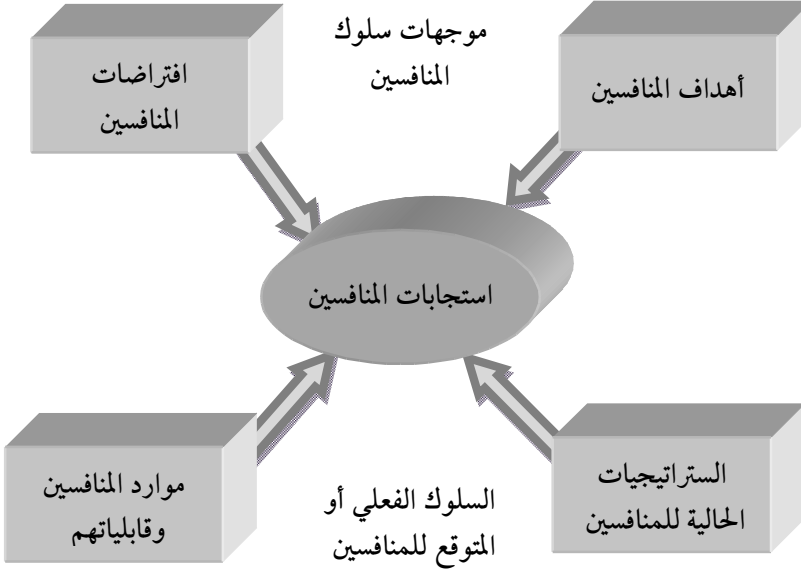 موجهات سلوك
المنافسين
أهداف المنافسين
افتراضات
المنافسين
استجابات المنافسين
الستراتيجيات
الحالية للمنافسين
السلوك الفعلي أو
المتوقع للمنافسين
موارد المنافسين
وقابلياتهم